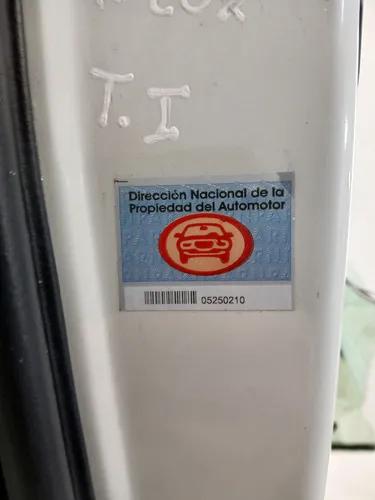 T.I
Dirección Nacional de la
Propiedad del Automotor
05250210